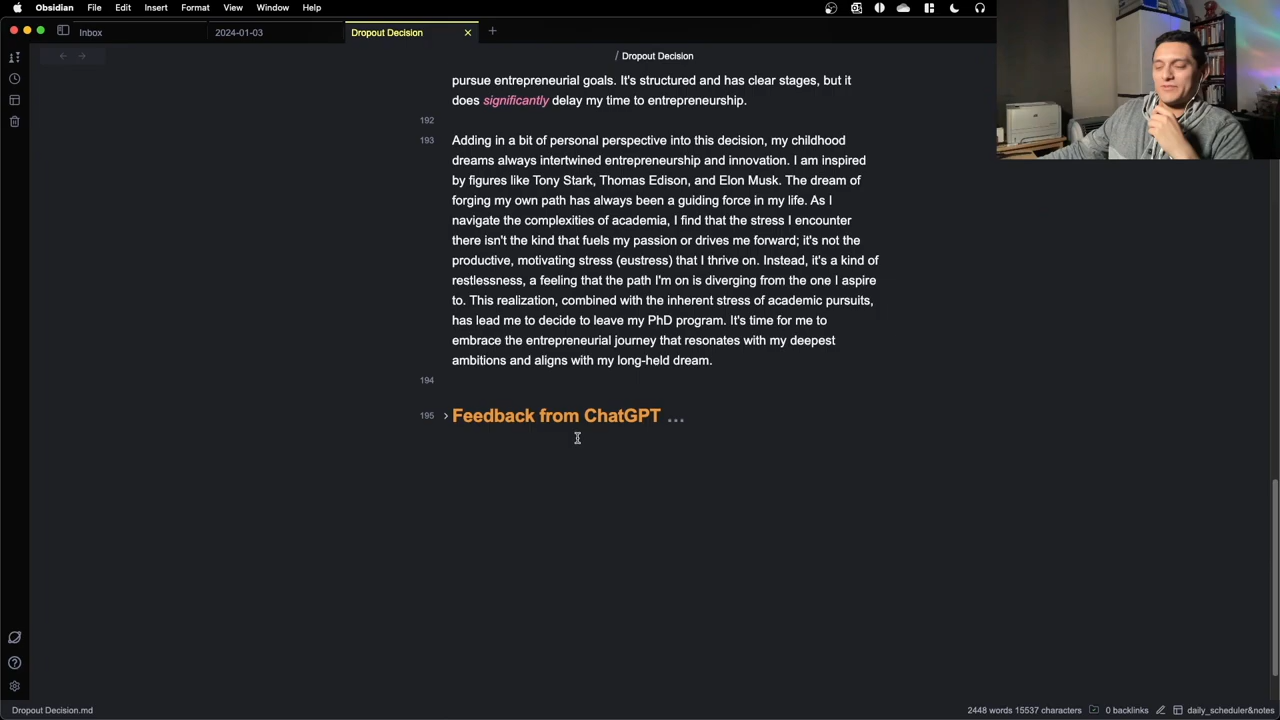 Obsidian File Edit Insert Format View Window Help
Inbox 2024-01-03 Dropout Decision
/ Dropout Decision
pursue entrepreneurial goals. It's structured and has clear stages, but it
does significantly delay my time to entrepreneurship.
192
193 Adding in a bit of personal perspective into this decision, my childhood
dreams always intertwined entrepreneurship and innovation. I am inspired
by figures like Tony Stark, Thomas Edison, and Elon Musk. The dream of
forging my own path has always been a guiding force in my life. As I
navigate the complexities of academia, I find that the stress I encounter
there isn't the kind that fuels my passion or drives me forward; it's not the
productive, motivating stress (eustress) that I thrive on. Instead, it's a kind of
restlessness, a feeling that the path I'm on is diverging from the one I aspire
to. This realization, combined with the inherent stress of academic pursuits,
has lead me to decide to leave my PhD program. It's time for me to
embrace the entrepreneurial journey that resonates with my deepest
ambitions and aligns with my long-held dream.
194
195 Feedback from ChatGPT ...
Dropout Decision.md 2448 words 15537 characters 0 backlinks daily_scheduler&notes